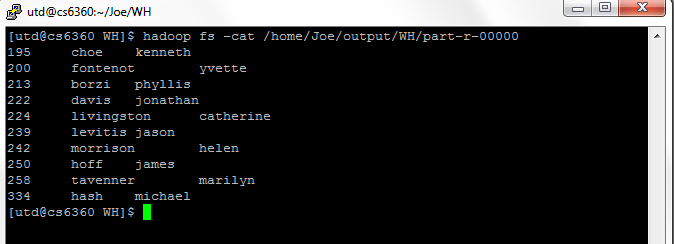 utd@cs6360:~/Joe/WH
[utd@cs6360 WH]$ hadoop fs -cat /home/Joe/output/WH/part-r-00000
195 choe kenneth
200 fontenot yvette
213 borzi phyllis
222 davis jonathan
224 livingston catherine
239 levitis jason
242 morrison helen
250 hoff james
258 tavenner marilyn
334 hash michael
[utd@cs6360 WH]$